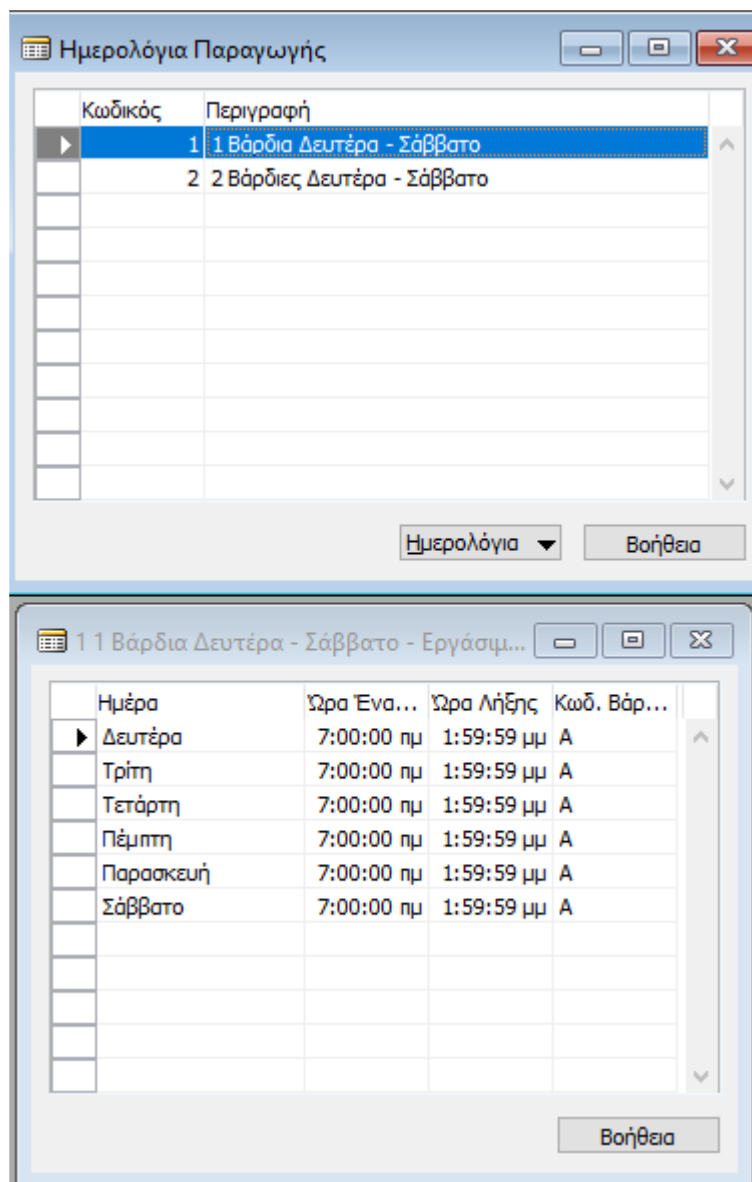 Ημερολόγια Παραγωγής
Κωδικός Περιγραφή
1 1 Βάρδια Δευτέρα - Σάββατο
2 2 Βάρδιες Δευτέρα - Σάββατο
Ημερολόγια Βοήθεια
1 1 Βάρδια Δευτέρα - Σάββατο - Εργάσιμ...
Ημέρα Ώρα Ένα... Ώρα Λήξης Κωδ. Βάρ...
Δευτέρα 7:00:00 πμ 1:59:59 μμ Α
Τρίτη 7:00:00 πμ 1:59:59 μμ Α
Τετάρτη 7:00:00 πμ 1:59:59 μμ Α
Πέμπτη 7:00:00 πμ 1:59:59 μμ Α
Παρασκευή 7:00:00 πμ 1:59:59 μμ Α
Σάββατο 7:00:00 πμ 1:59:59 μμ Α
Βοήθεια